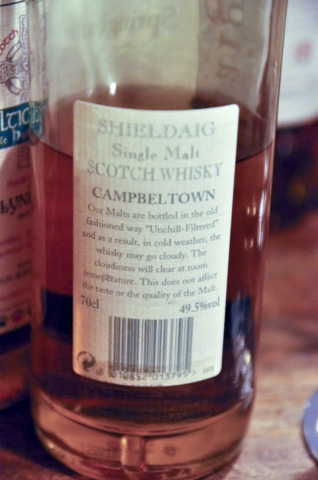 SHIELDAIG
Single Malt
SCOTCH WHISKY
CAMPBELTOWN
Our Malts are bottled in the old
fashioned way "Unchill-Filtered"
and as a result, in cold weather, the
whisky may go cloudy. The
cloudiness will clear at room
temepature. This does not affect
the taste or the quality of the Malt.
70cl 49.5%vol